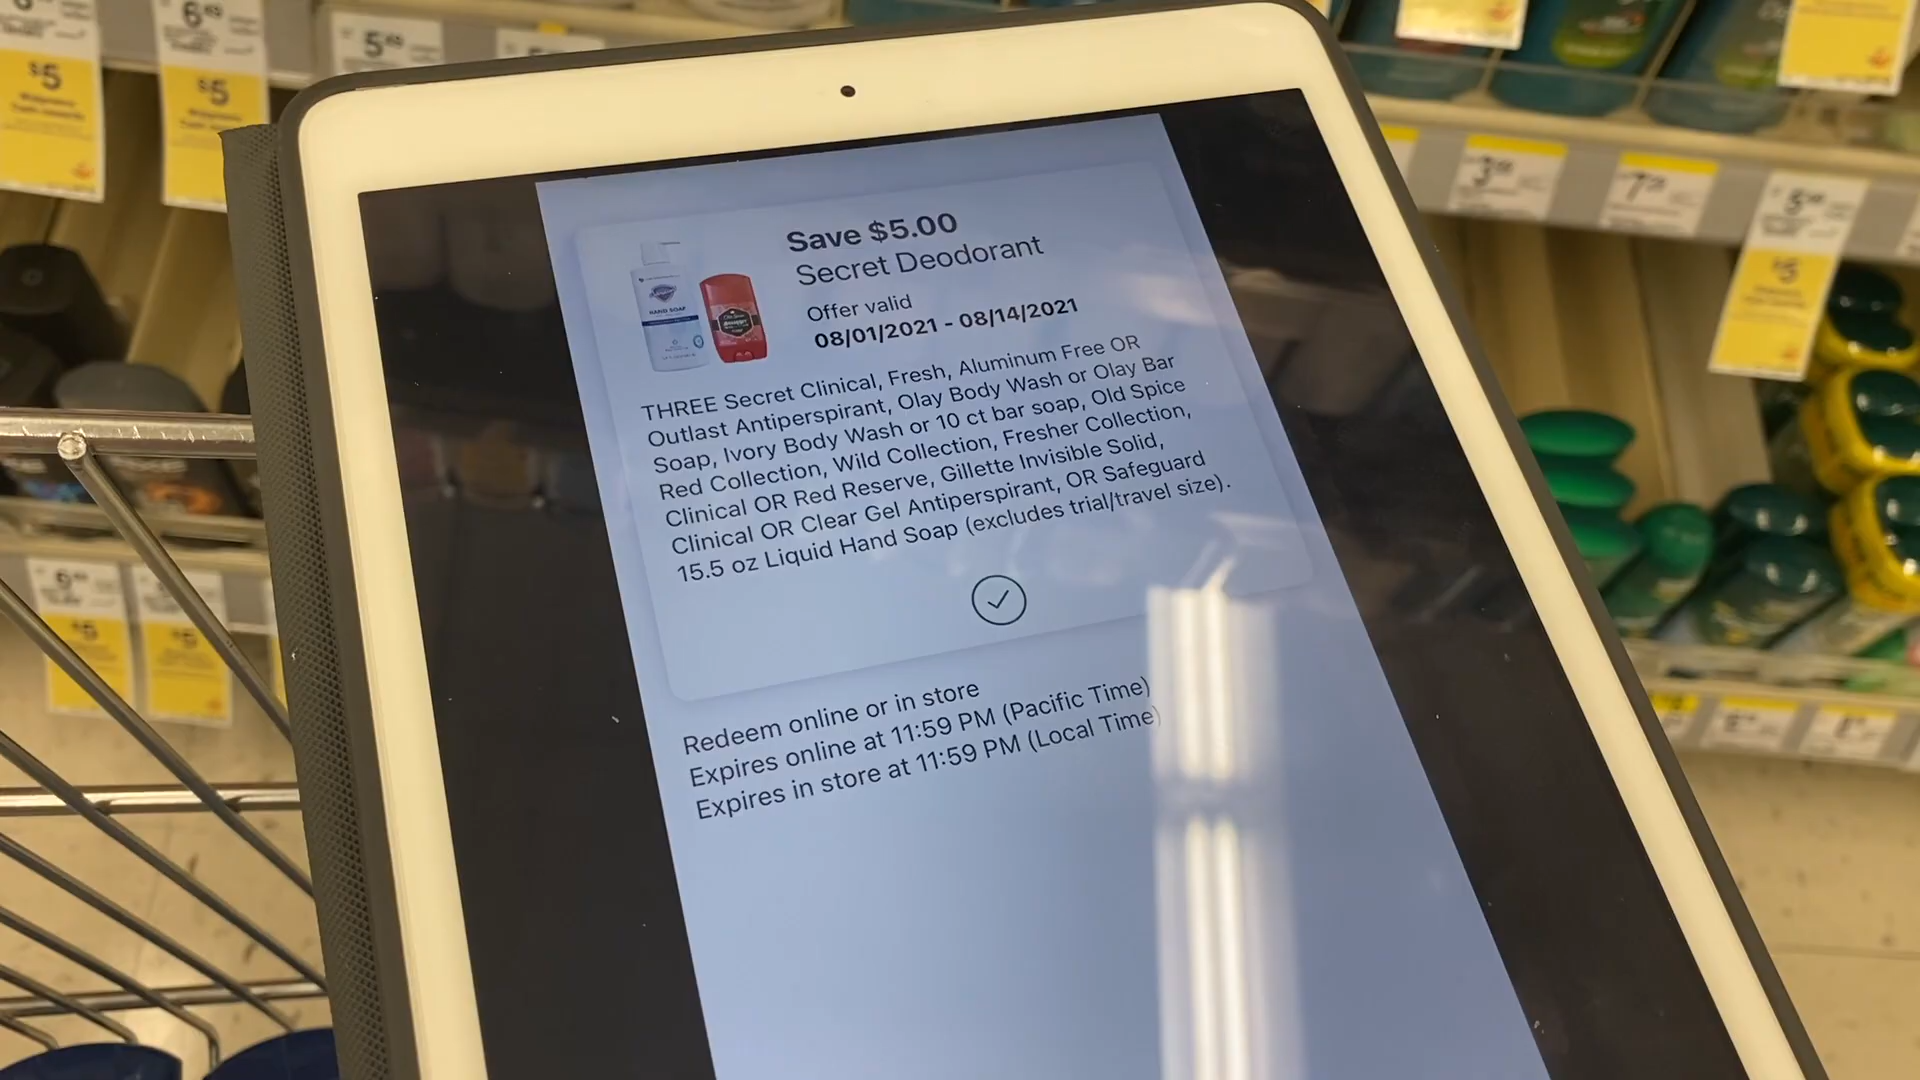 $5
$5
5
Save $5.00
Secret Deodorant
Offer valid
08/01/2021 - 08/14/2021
HAND SOAP
THREE Secret Clinical, Fresh, Aluminum Free OR
Outlast Antiperspirant, Olay Body Wash or Olay Bar
Soap, Ivory Body Wash or 10 ct bar soap, Old Spice
Red Collection, Wild Collection, Fresher Collection,
Clinical OR Red Reserve, Gillette Invisible Solid,
Clinical OR Clear Gel Antiperspirant, OR Safeguard
15.5 oz Liquid Hand Soap (excludes trial/travel size).
Redeem online or in store
Expires online at 11:59 PM (Pacific Time)
Expires in store at 11:59 PM (Local Time)